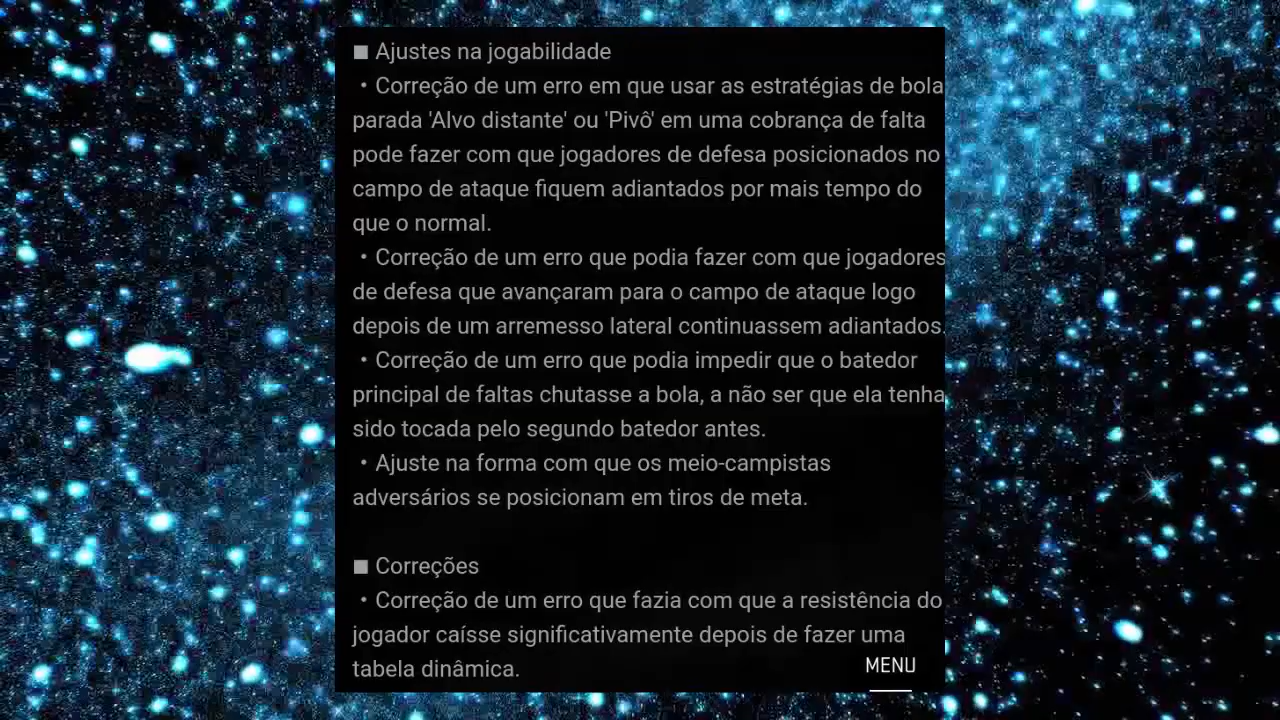 ■ Ajustes na jogabilidade
・Correção de um erro em que usar as estratégias de bola
parada 'Alvo distante' ou 'Pivô' em uma cobrança de falta
pode fazer com que jogadores de defesa posicionados no
campo de ataque fiquem adiantados por mais tempo do
que o normal.
・Correção de um erro que podia fazer com que jogadores
de defesa que avançaram para o campo de ataque logo
depois de um arremesso lateral continuassem adiantados.
・Correção de um erro que podia impedir que o batedor
principal de faltas chutasse a bola, a não ser que ela tenha
sido tocada pelo segundo batedor antes.
・Ajuste na forma com que os meio-campistas
adversários se posicionam em tiros de meta.
■ Correções
・Correção de um erro que fazia com que a resistência do
jogador caísse significativamente depois de fazer uma
tabela dinâmica.
MENU